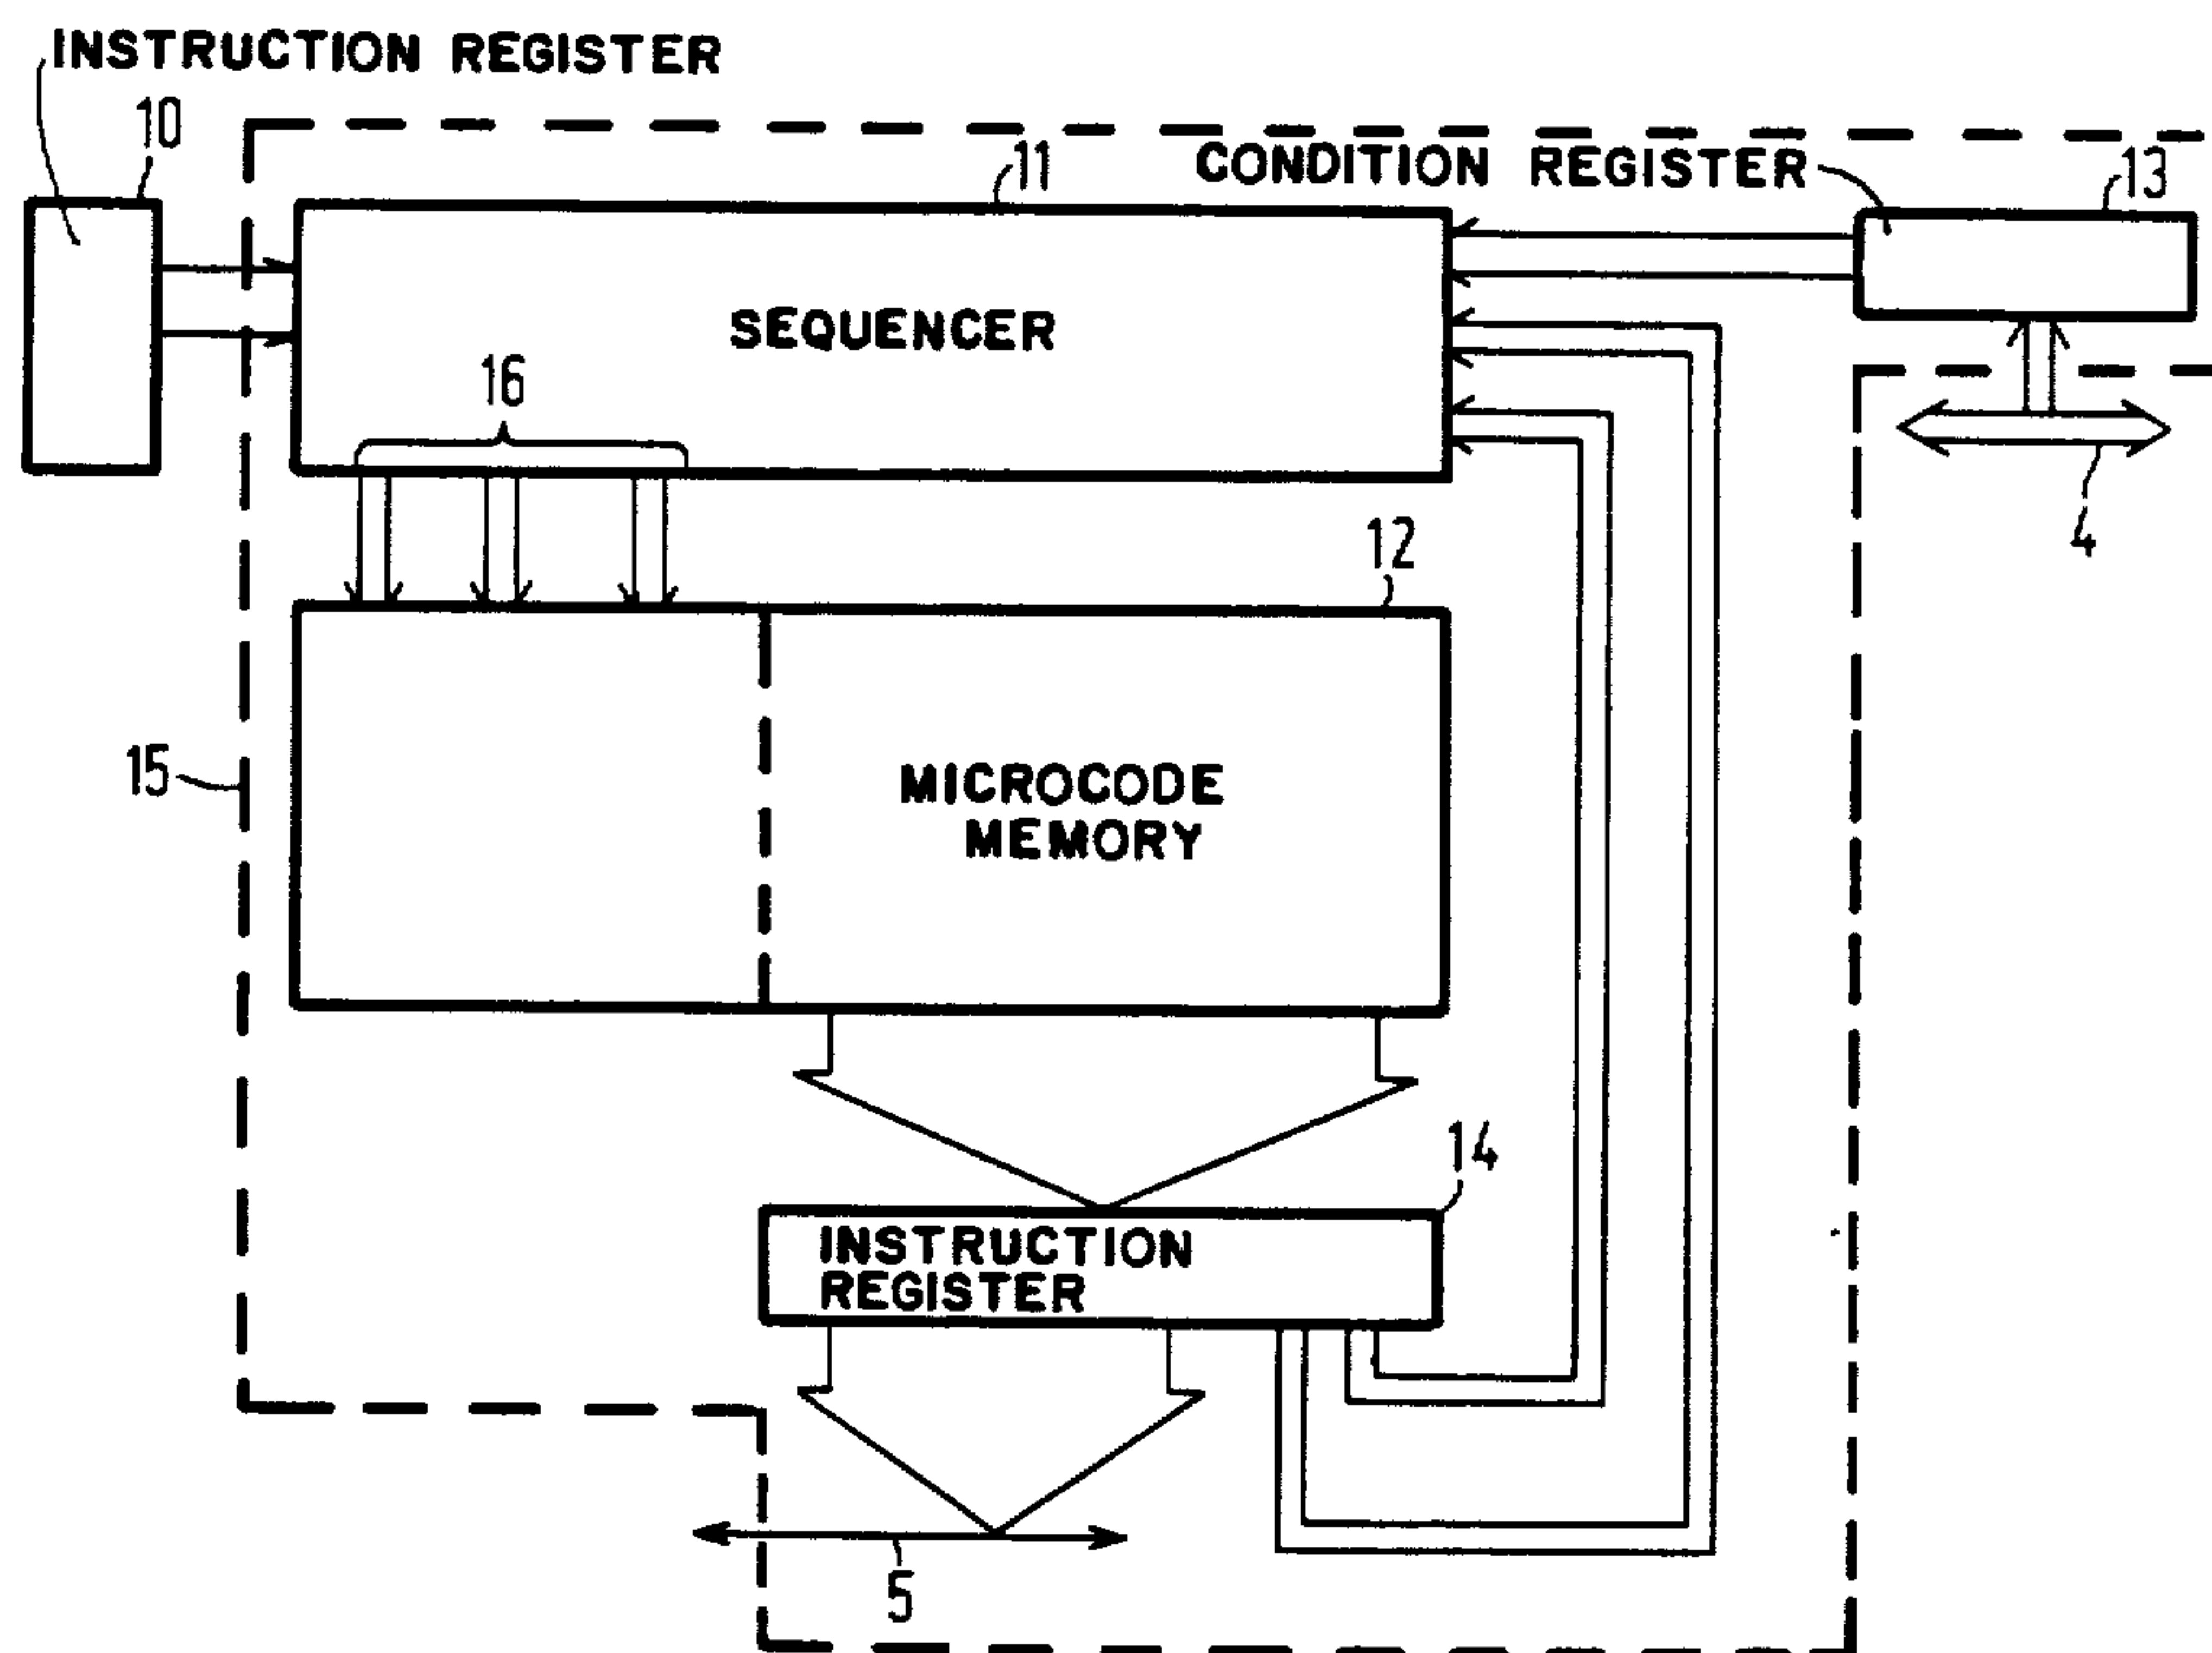 INSTRUCTION REGISTER
10
11
CONDITION REGISTER
13
SEQUENCER
16
4
12
15
MICROCODE
MEMORY
14
INSTRUCTION
REGISTER
5